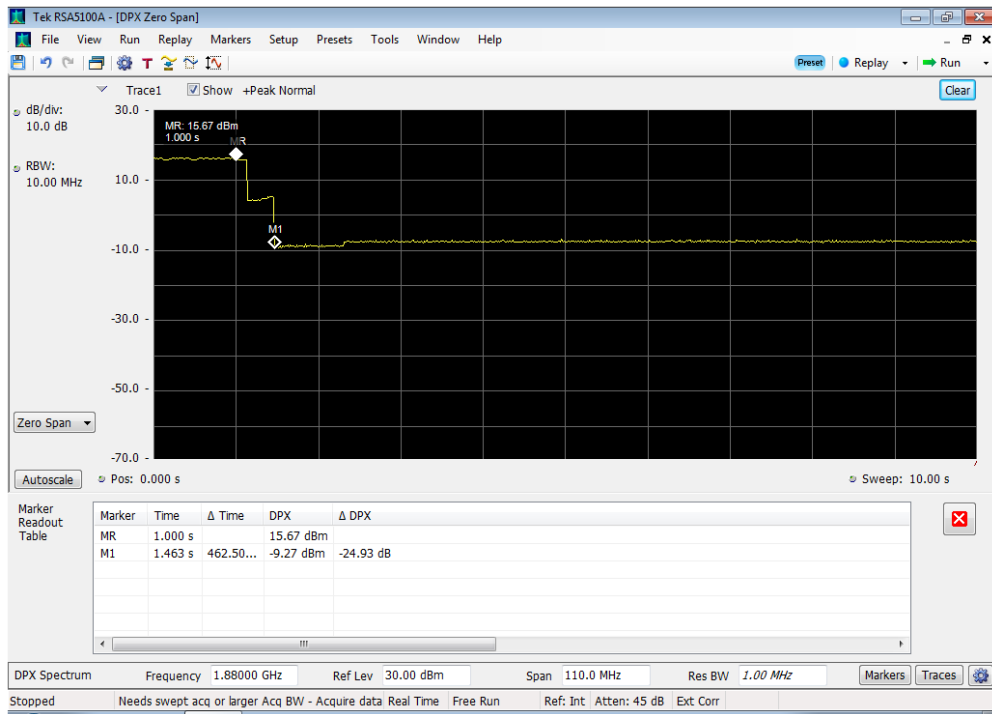 Tek RSA5100A - [DPX Zero Span]
File View Run Replay Markers Setup Presets Tools Window Help
T Preset Replay Run
Trace1 Show +Peak Normal Clear
dB/div:
10.0 dB
RBW:
10.00 MHz
30.0 -
MR: 15.67 dBm
1.000 s
MR
10.0 -
M1
-10.0 -
-30.0 -
-50.0 -
Zero Span
-70.0 -
Autoscale Pos: 0.000 s Sweep: 10.00 s
Marker
Readout
Table
Marker Time Δ Time DPX Δ DPX
MR 1.000 s 15.67 dBm
M1 1.463 s 462.50... -9.27 dBm -24.93 dB
DPX Spectrum Frequency 1.88000 GHz Ref Lev 30.00 dBm Span 110.0 MHz Res BW 1.00 MHz Markers Traces
Stopped Needs swept acq or larger Acq BW - Acquire data Real Time Free Run Ref: Int Atten: 45 dB Ext Corr